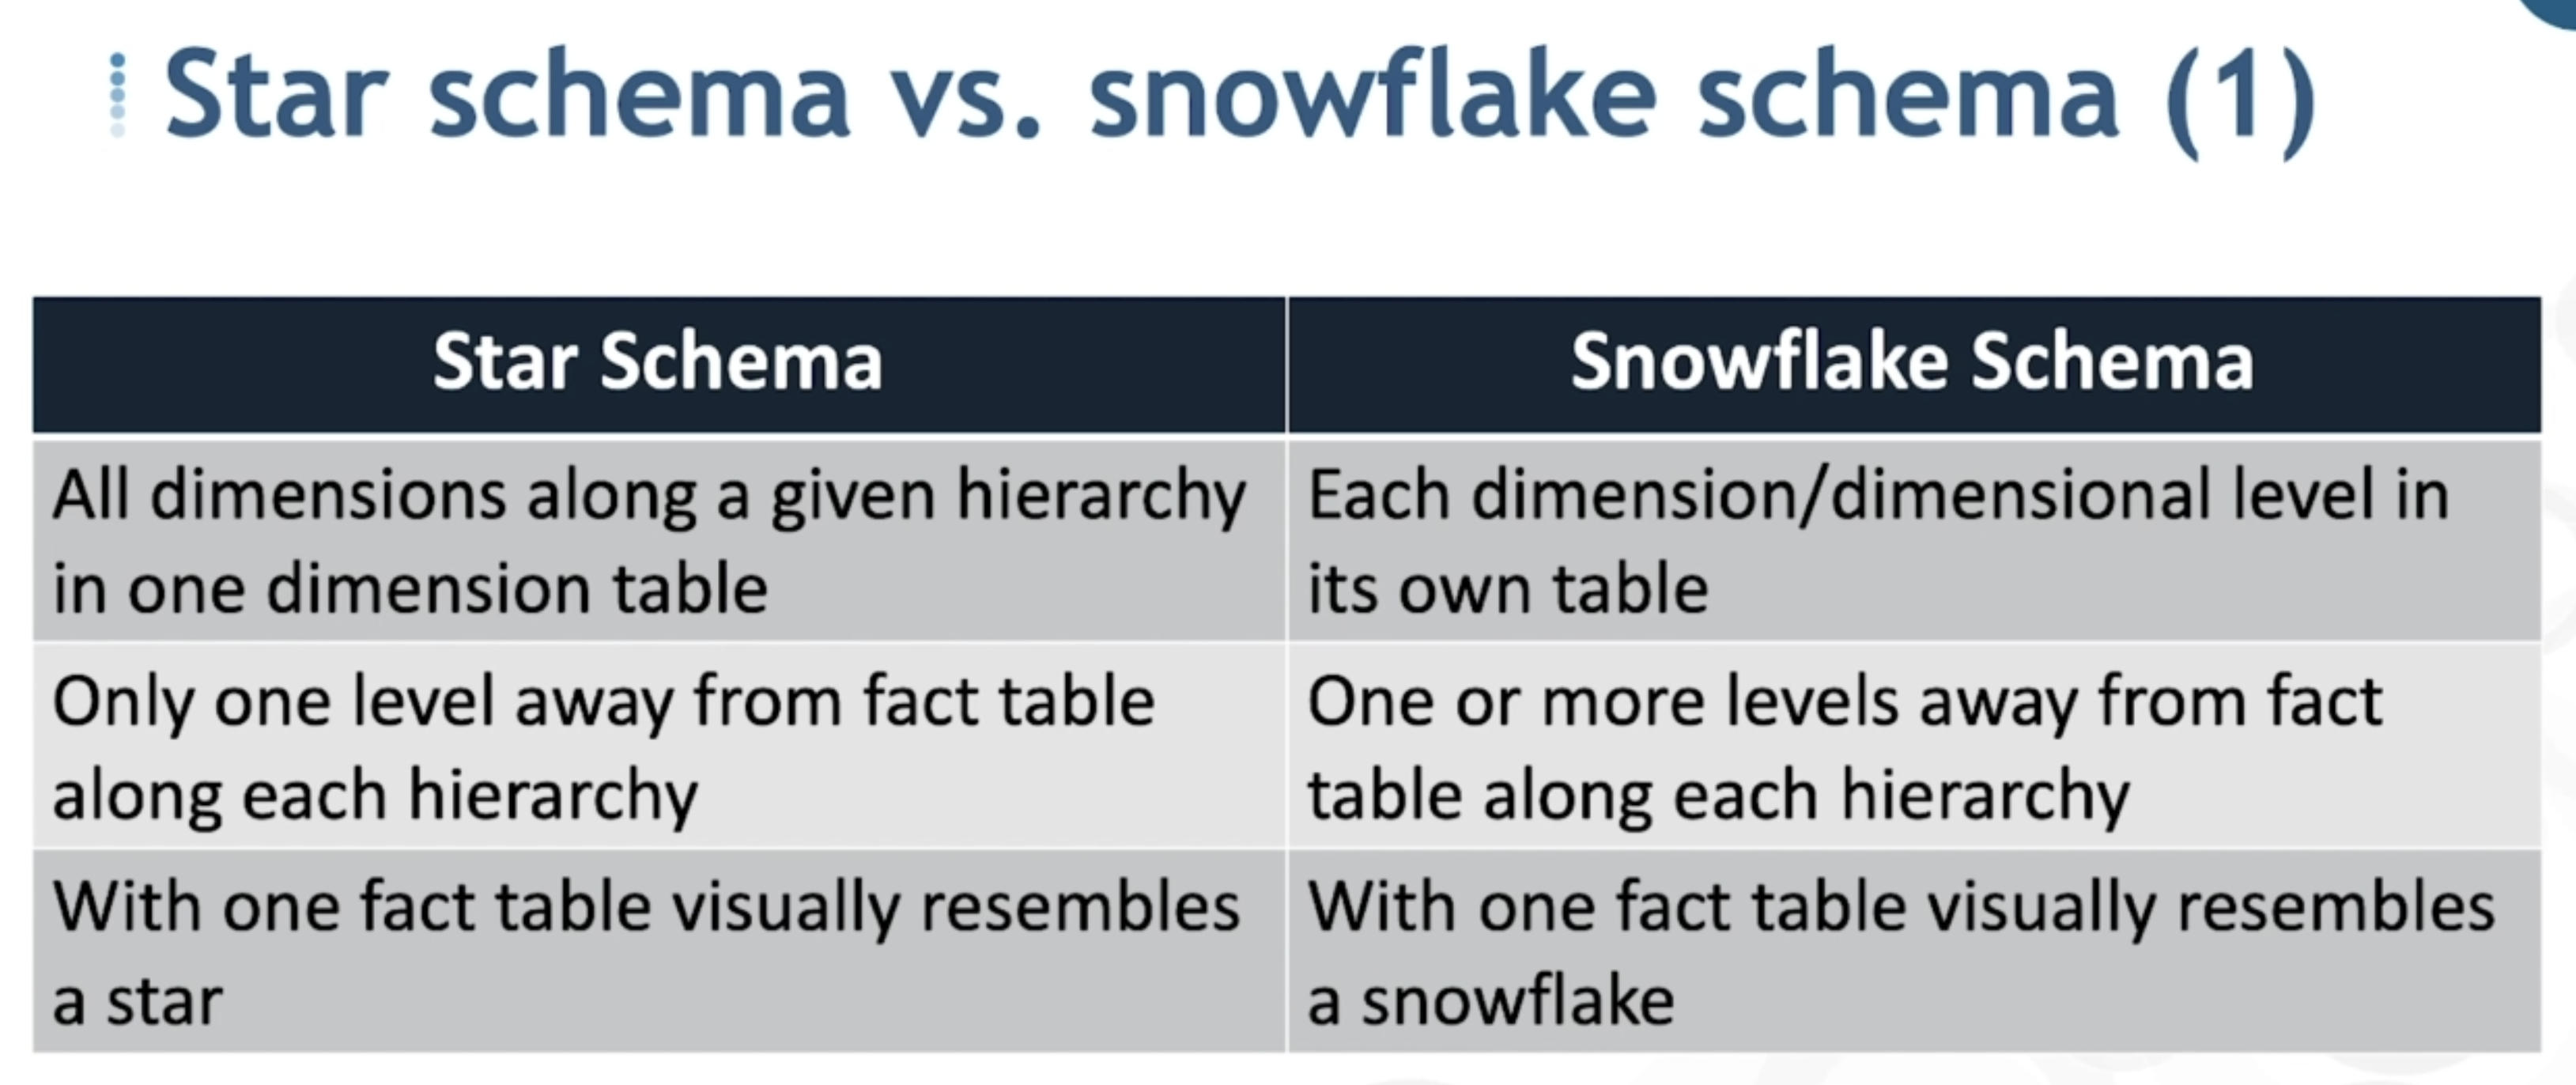 Star schema vs. snowflake schema (1)
Star Schema
Snowflake Schema
All dimensions along a given hierarchy
in one dimension table
Each dimension/dimensional level in
its own table
Only one level away from fact table
along each hierarchy
One or more levels away from fact
table along each hierarchy
With one fact table visually resembles
a star
With one fact table visually resembles
a snowflake